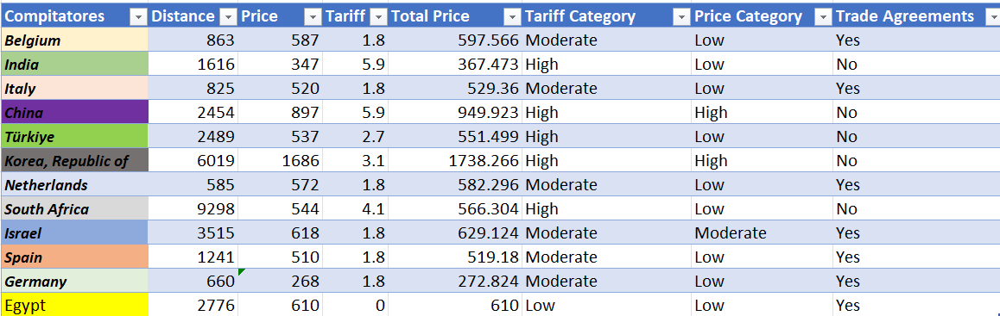 Compitatores Distance Price Tariff Total Price Tariff Category Price Category Trade Agreements
Belgium 863 587 1.8 597.566 Moderate Low Yes
India 1616 347 5.9 367.473 High Low No
Italy 825 520 1.8 529.36 Moderate Low Yes
China 2454 897 5.9 949.923 High High No
Türkiye 2489 537 2.7 551.499 High Low No
Korea, Republic of 6019 1686 3.1 1738.266 High High No
Netherlands 585 572 1.8 582.296 Moderate Low Yes
South Africa 9298 544 4.1 566.304 High Low No
Israel 3515 618 1.8 629.124 Moderate Moderate Yes
Spain 1241 510 1.8 519.18 Moderate Low Yes
Germany 660 268 1.8 272.824 Moderate Low Yes
Egypt 2776 610 0 610 Low Low Yes